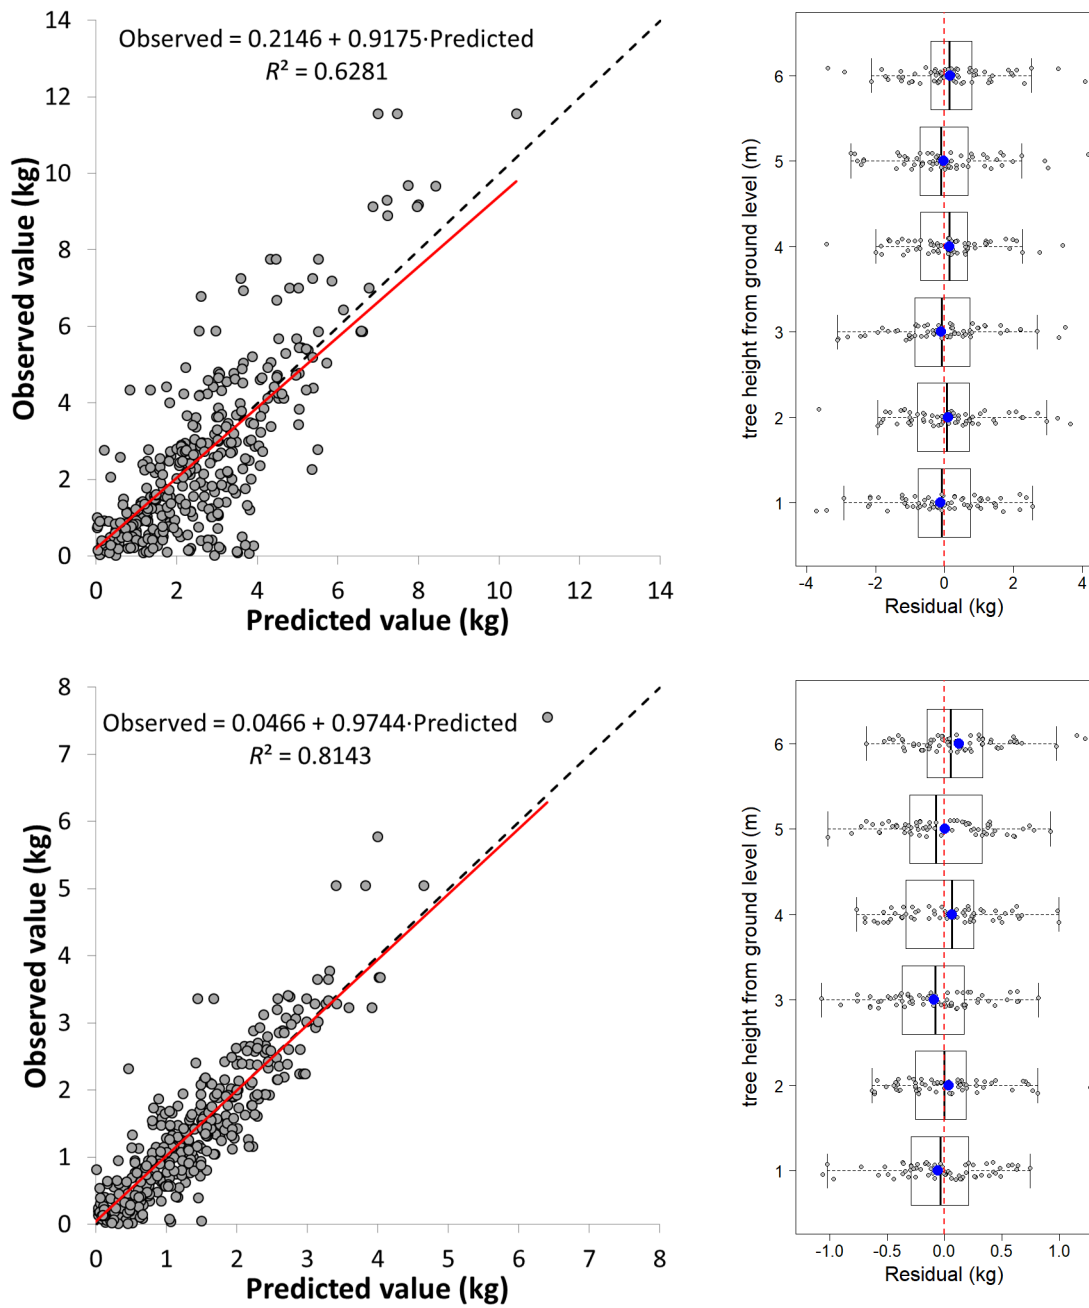 Observed = 0.2146 + 0.9175·Predicted
R² = 0.6281
Observed value (kg)
14
12
10
8
6
4
2
0
0 2 4 6 8 10 12 14
Predicted value (kg)
tree height from ground level (m)
6
5
4
3
2
1
-4 -2 0 2 4
Residual (kg)
Observed = 0.0466 + 0.9744·Predicted
R² = 0.8143
Observed value (kg)
8
7
6
5
4
3
2
1
0
0 1 2 3 4 5 6 7 8
Predicted value (kg)
tree height from ground level (m)
6
5
4
3
2
1
-1.0 -0.5 0.0 0.5 1.0
Residual (kg)